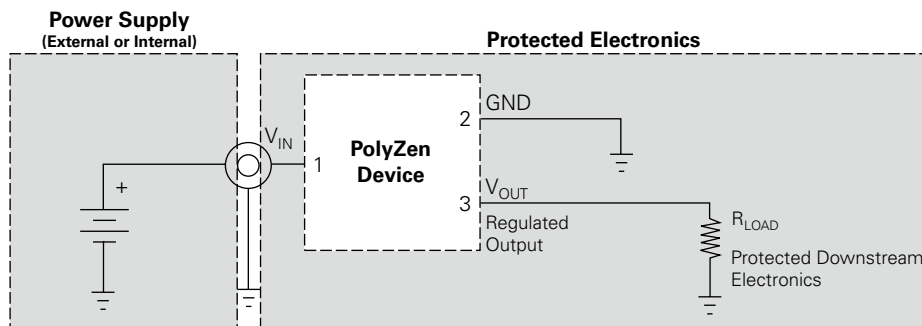 Power Supply
(External or Internal)
Protected Electronics
+
V_IN
1
PolyZen
Device
2
GND
3
V_OUT
Regulated
Output
R_LOAD
Protected Downstream
Electronics